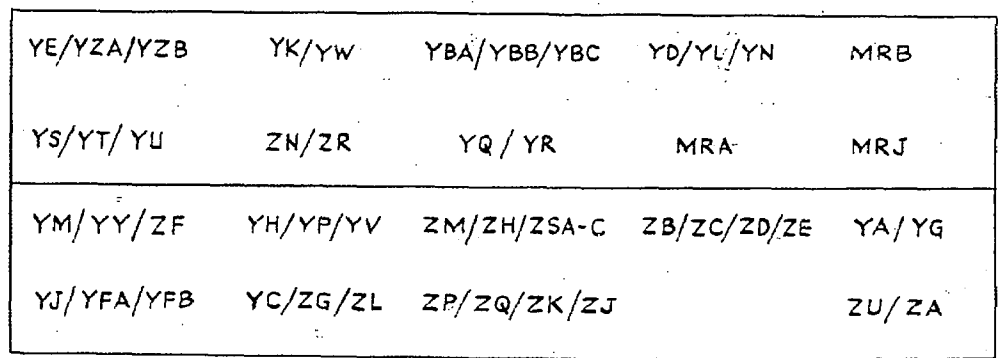 YE/YZA/YZB YK/YW YBA/YBB/YBC YD/YL/YN MRB
YS/YT/YU ZN/ZR YQ/YR MRA MRJ
YM/YY/ZF YH/YP/YV ZM/ZH/ZSA-C ZB/ZC/ZD/ZE YA/YG
YJ/YFA/YFB YC/ZG/ZL ZP/ZQ/ZK/ZJ ZU/ZA